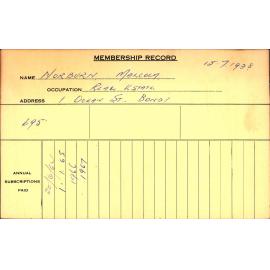 MEMBERSHIP RECORD
15 7 1938
NAME NORBURN MALCOLM
OCCUPATION REAL ESTATE
ADDRESS 1 OCEAN ST. BONDI
695
ANNUAL
SUBSCRIPTIONS
PAID
1.1.65
1966
1967